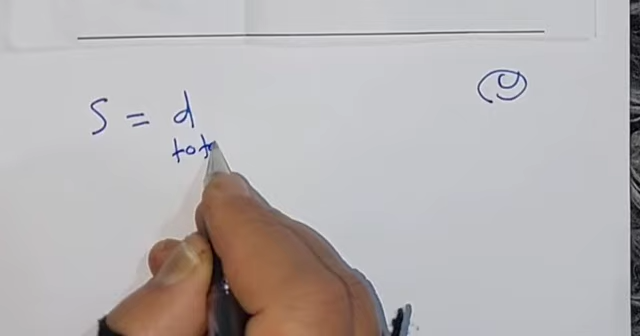 S = d
tot